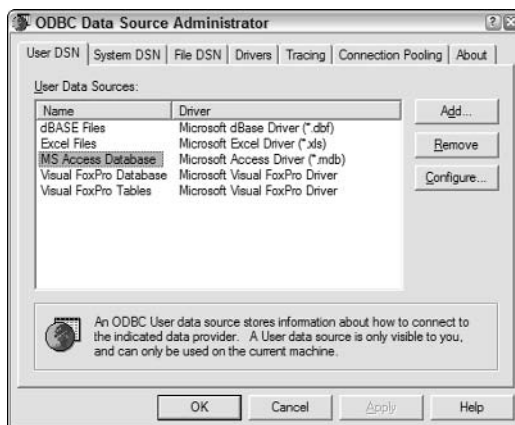 ODBC Data Source Administrator
User DSN System DSN File DSN Drivers Tracing Connection Pooling About
User Data Sources:
Name Driver
dBASE Files Microsoft dBase Driver (*.dbf)
Excel Files Microsoft Excel Driver (*.xls)
MS Access Database Microsoft Access Driver (*.mdb)
Visual FoxPro Database Microsoft Visual FoxPro Driver
Visual FoxPro Tables Microsoft Visual FoxPro Driver
Add...
Remove
Configure...
An ODBC User data source stores information about how to connect to
the indicated data provider. A User data source is only visible to you,
and can only be used on the current machine.
OK Cancel Apply Help